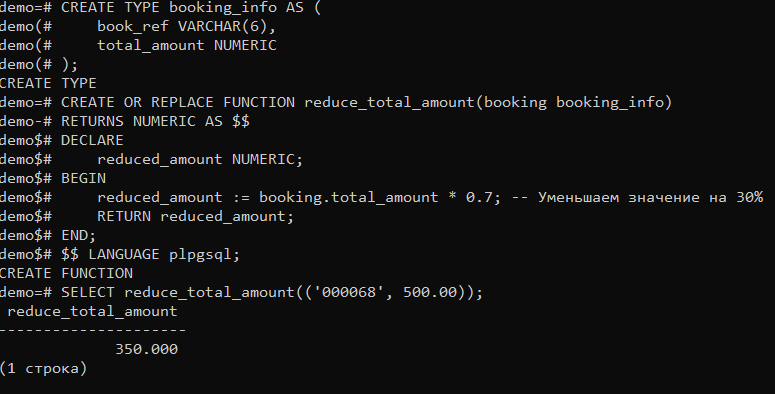 demo=# CREATE TYPE booking_info AS (
demo(#     book_ref VARCHAR(6),
demo(#     total_amount NUMERIC
demo(# );
CREATE TYPE
demo=# CREATE OR REPLACE FUNCTION reduce_total_amount(booking booking_info)
demo-# RETURNS NUMERIC AS $$
demo$# DECLARE
demo$#     reduced_amount NUMERIC;
demo$# BEGIN
demo$#     reduced_amount := booking.total_amount * 0.7; -- Уменьшаем значение на 30%
demo$#     RETURN reduced_amount;
demo$# END;
demo$# $$ LANGUAGE plpgsql;
CREATE FUNCTION
demo=# SELECT reduce_total_amount(('000068', 500.00));
 reduce_total_amount
---------------------
             350.000
(1 строка)